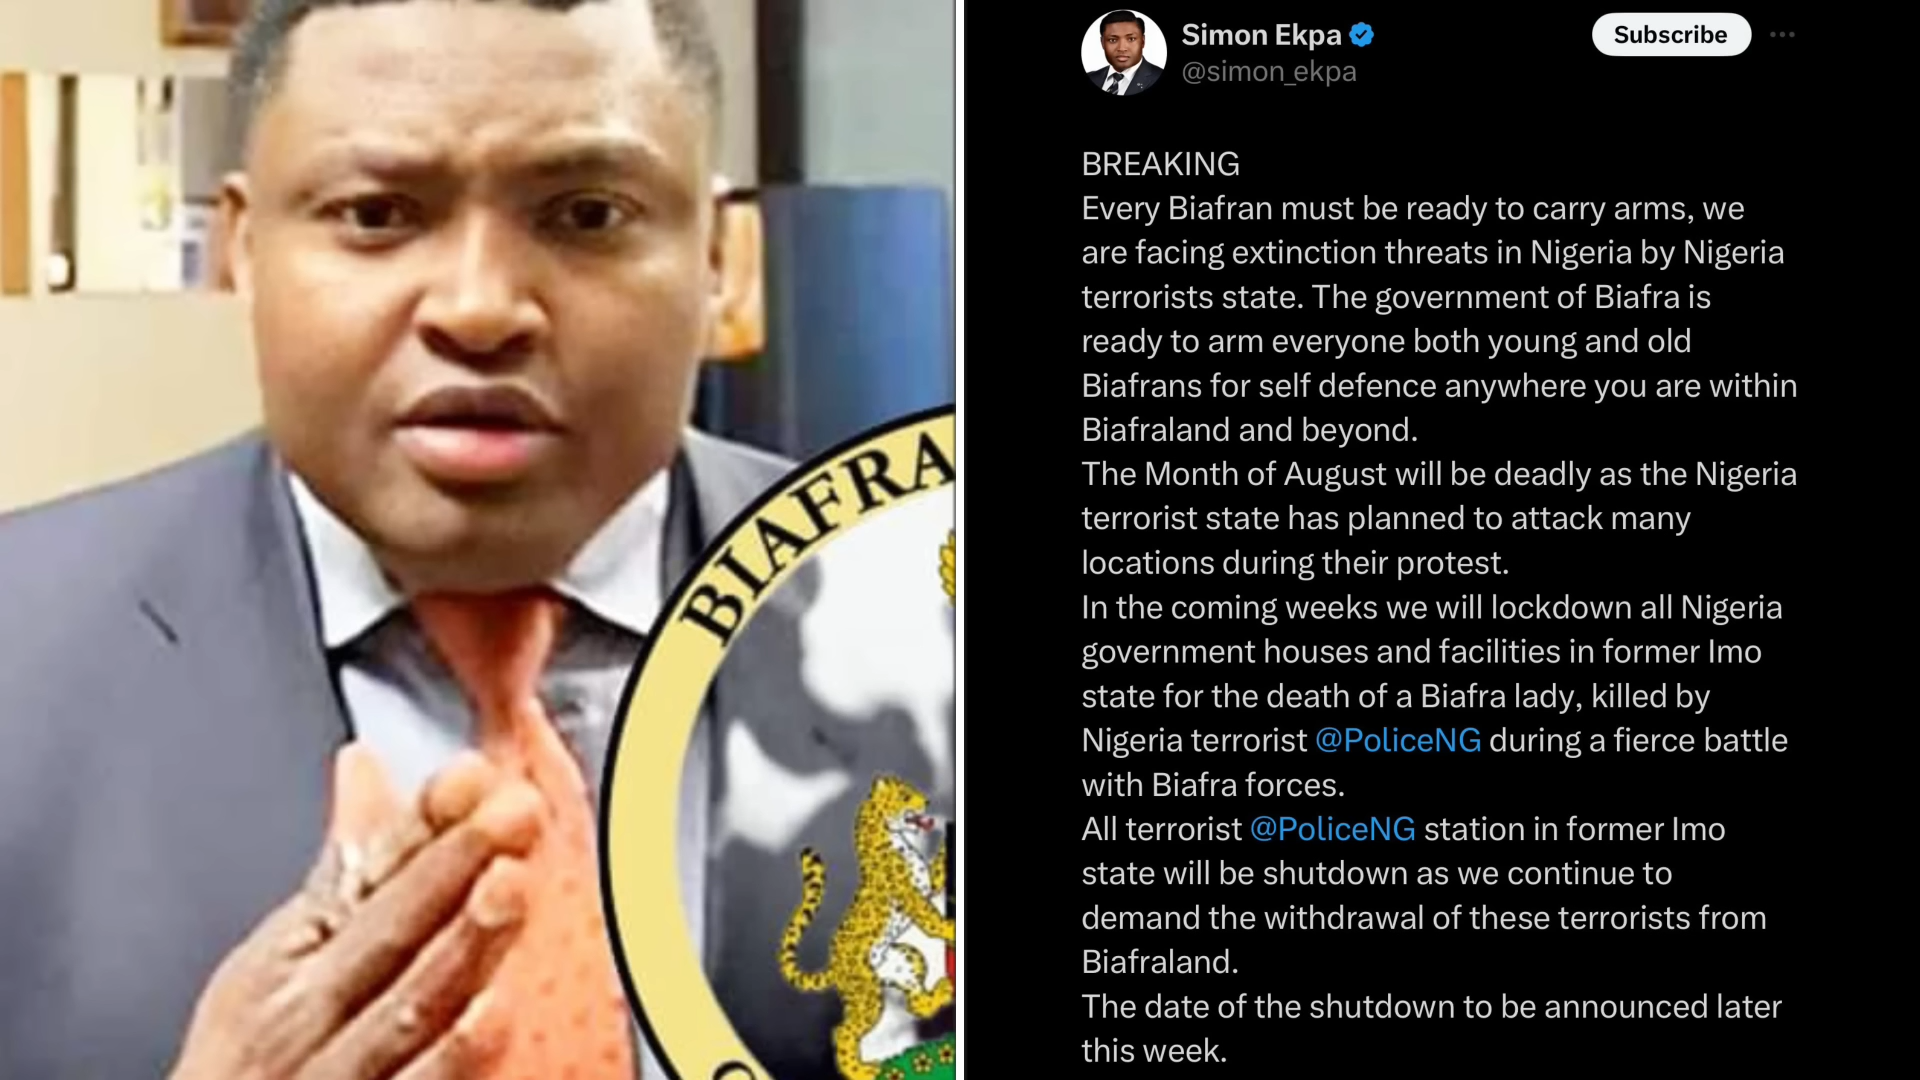 BIAFRA
Simon Ekpa
@simon_ekpa
Subscribe
BREAKING
Every Biafran must be ready to carry arms, we
are facing extinction threats in Nigeria by Nigeria
terrorists state. The government of Biafra is
ready to arm everyone both young and old
Biafrans for self defence anywhere you are within
Biafraland and beyond.
The Month of August will be deadly as the Nigeria
terrorist state has planned to attack many
locations during their protest.
In the coming weeks we will lockdown all Nigeria
government houses and facilities in former Imo
state for the death of a Biafra lady, killed by
Nigeria terrorist @PoliceNG during a fierce battle
with Biafra forces.
All terrorist @PoliceNG station in former Imo
state will be shutdown as we continue to
demand the withdrawal of these terrorists from
Biafraland.
The date of the shutdown to be announced later
this week.